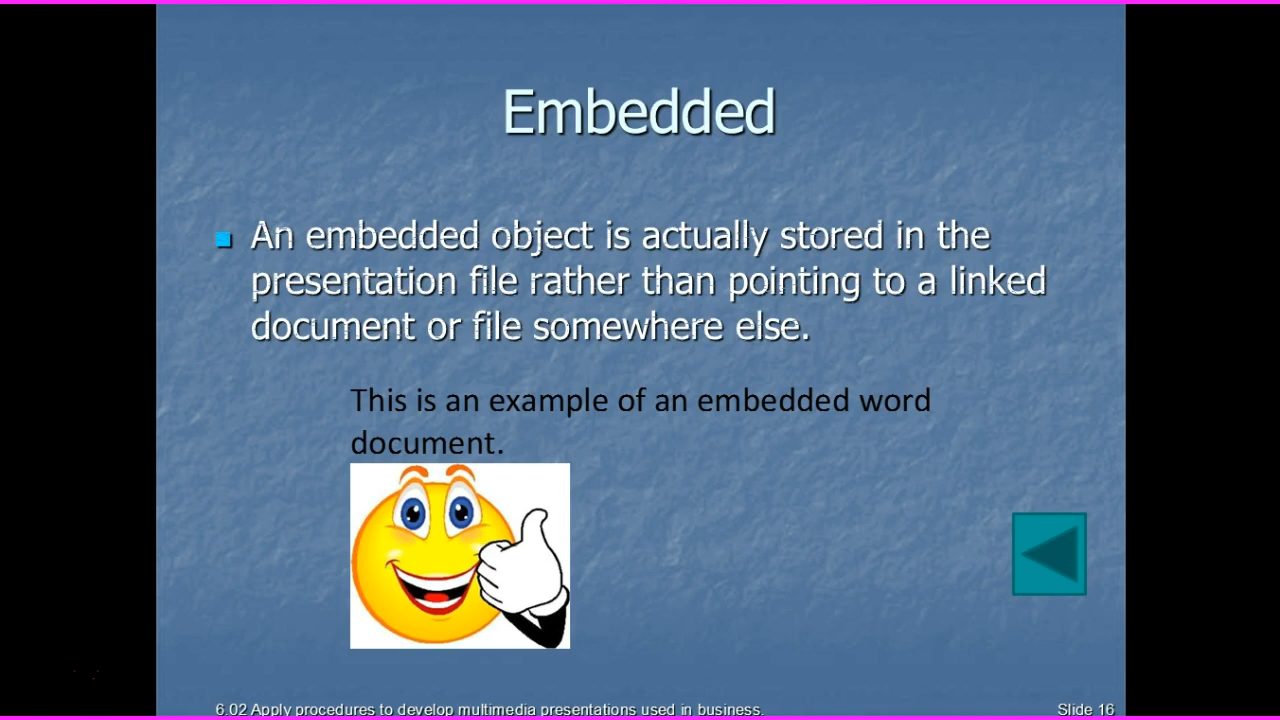 Embedded
An embedded object is actually stored in the
presentation file rather than pointing to a linked
document or file somewhere else.
This is an example of an embedded word
document.
6.02 Apply procedures to develop multimedia presentations used in business.
Slide 16